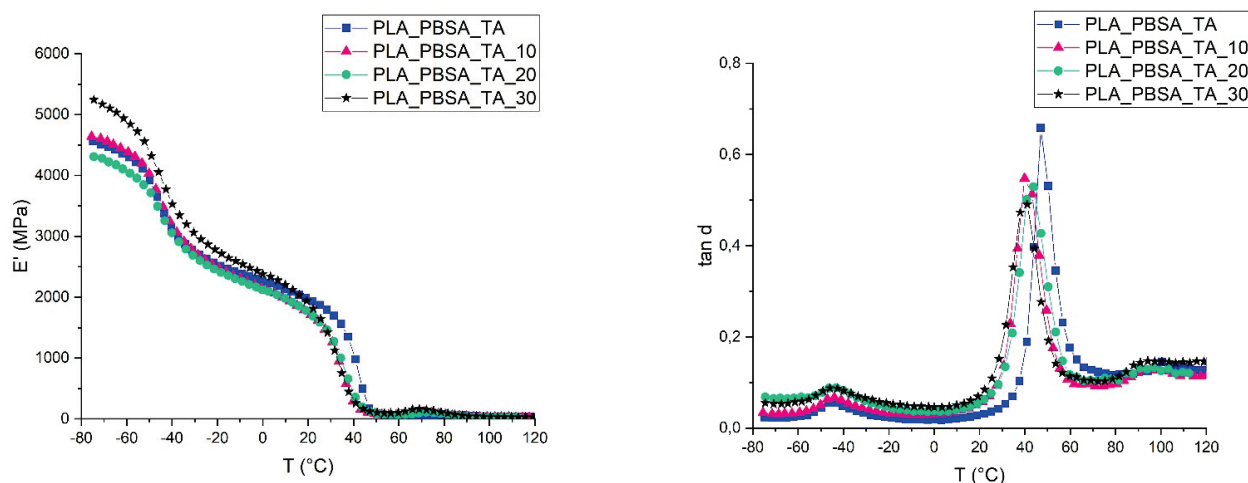 PLA_PBSA_TA
PLA_PBSA_TA_10
PLA_PBSA_TA_20
PLA_PBSA_TA_30
6000
5000
4000
3000
2000
1000
0
E' (MPa)
-80 -60 -40 -20 0 20 40 60 80 100 120
T (°C)
PLA_PBSA_TA
PLA_PBSA_TA_10
PLA_PBSA_TA_20
PLA_PBSA_TA_30
0,8
0,6
0,4
0,2
0,0
tan d
-80 -60 -40 -20 0 20 40 60 80 100 120
T (°C)